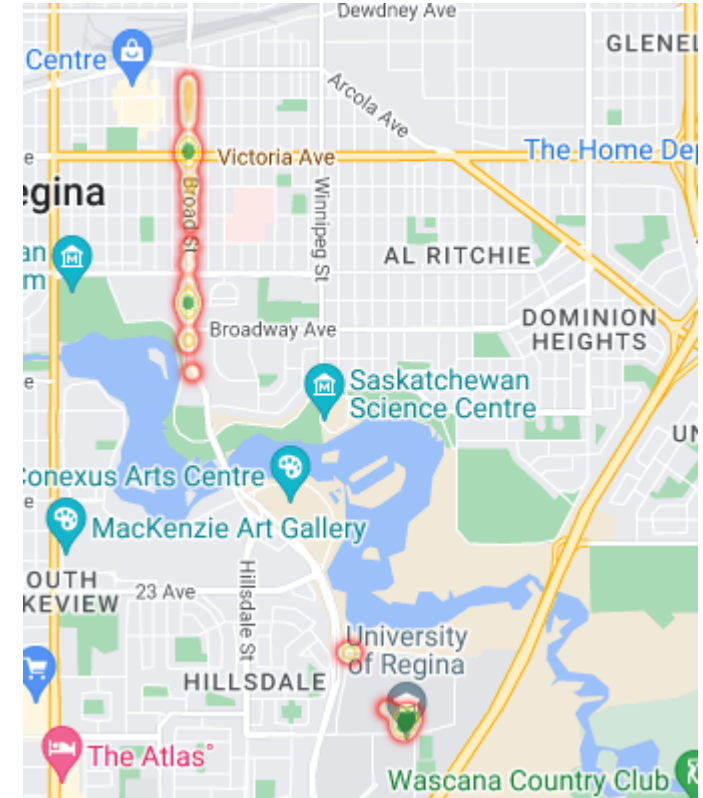 Dewdney Ave
GLENEL
Centre
Arcola Ave
Victoria Ave
The Home Dep
e
egina
Broad St
Winnipeg St
an
m
AL RITCHIE
DOMINION
HEIGHTS
Broadway Ave
e
Saskatchewan
Science Centre
UN
Conexus Arts Centre
e
MacKenzie Art Gallery
OUTH
KEVIEW
23 Ave
Hillsdale St
University
of Regina
HILLSDALE
The Atlas°
Wascana Country Club